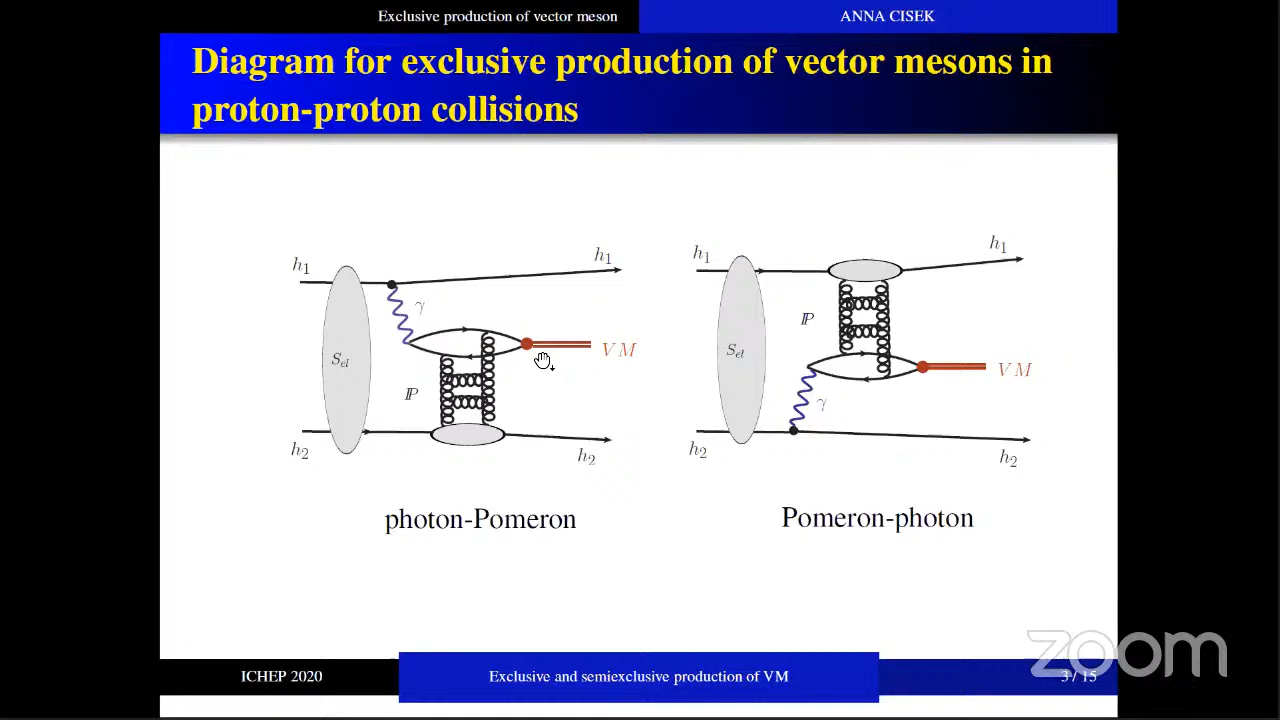 Exclusive production of vector meson
ANNA CISEK
Diagram for exclusive production of vector mesons in
proton-proton collisions
h1
h1
γ
Sel
VM
IP
h2
h2
photon-Pomeron
h1
h1
IP
Sel
VM
γ
h2
h2
Pomeron-photon
zoom
ICHEP 2020
Exclusive and semiexclusive production of VM
3 / 15